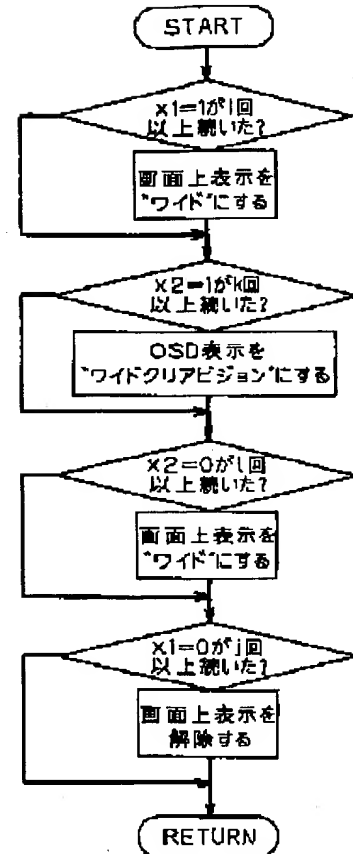 START
x1=1がi回
以上続いた?
画面上表示を
"ワイド"にする
x2=1がk回
以上続いた?
OSD表示を
"ワイドクリアビジョン"にする
x2=0がl回
以上続いた?
画面上表示を
"ワイド"にする
x1=0がj回
以上続いた?
画面上表示を
解除する
RETURN